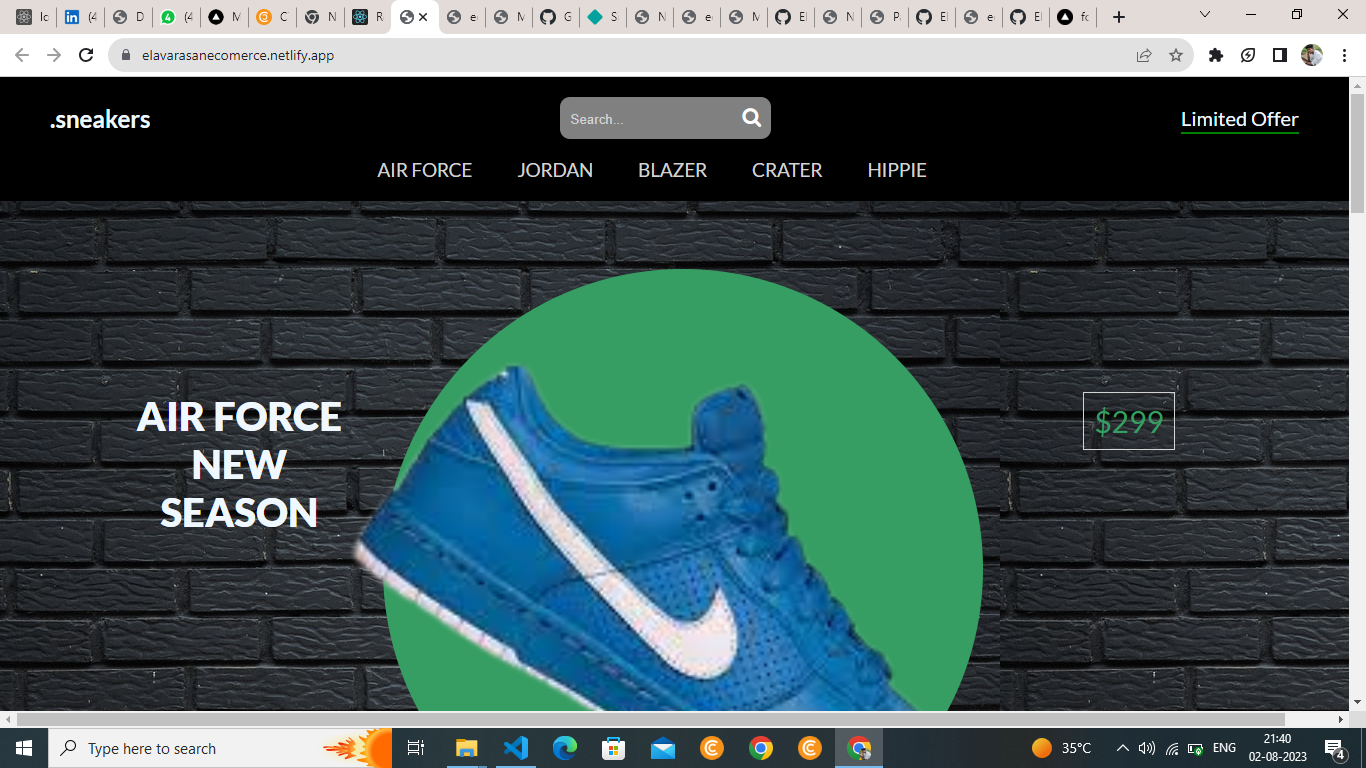 (4
D
(4
M
C
N
R
e
M
G
S
N
e
M
El
N
P
El
e
El
fc
elavarasanecomerce.netlify.app
.sneakers
Search...
Limited Offer
AIR FORCE
JORDAN
BLAZER
CRATER
HIPPIE
AIR FORCE
NEW
SEASON
$299
Type here to search
35°C
ENG
21:40
02-08-2023
4